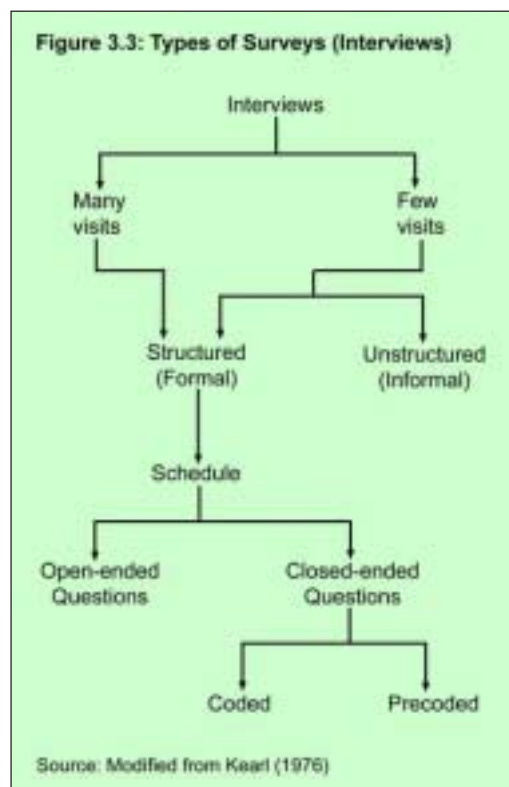 Figure 3.3: Types of Surveys (Interviews)
Interviews
Many
visits
Few
visits
Structured
(Formal)
Unstructured
(Informal)
Schedule
Open-ended
Questions
Closed-ended
Questions
Coded
Precoded
Source: Modified from Kearl (1976)